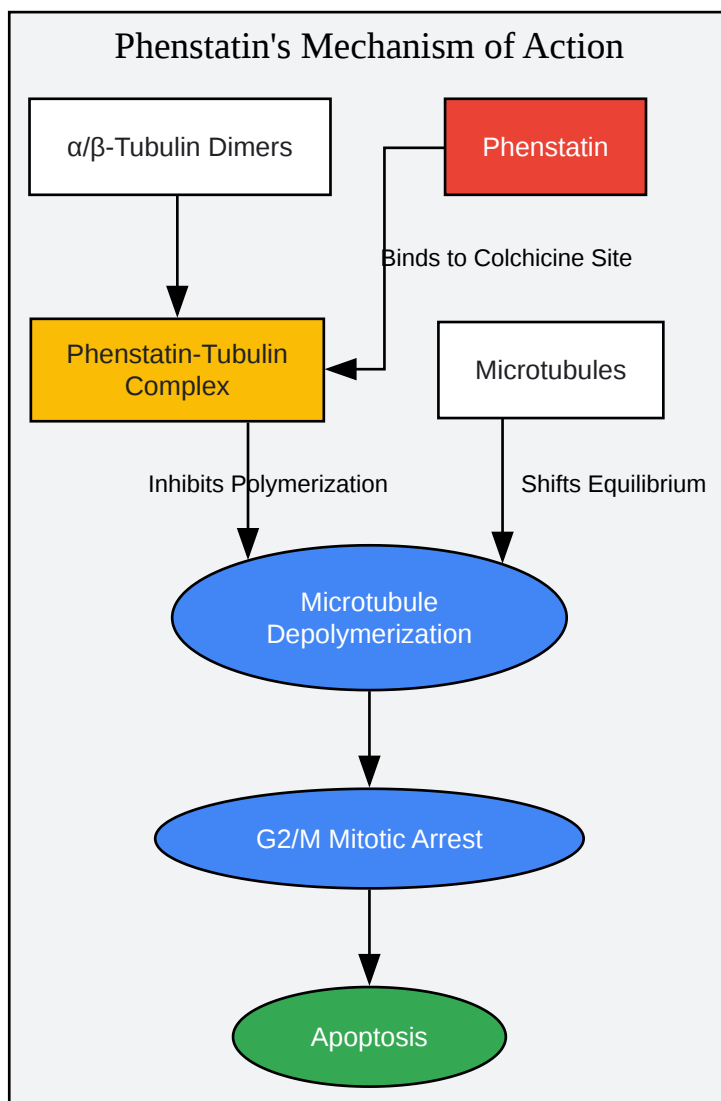 Phenstatin's Mechanism of Action
α/β-Tubulin Dimers
Phenstatin
Binds to Colchicine Site
Phenstatin-Tubulin
Complex
Microtubules
Inhibits Polymerization
Shifts Equilibrium
Microtubule
Depolymerization
G2/M Mitotic Arrest
Apoptosis